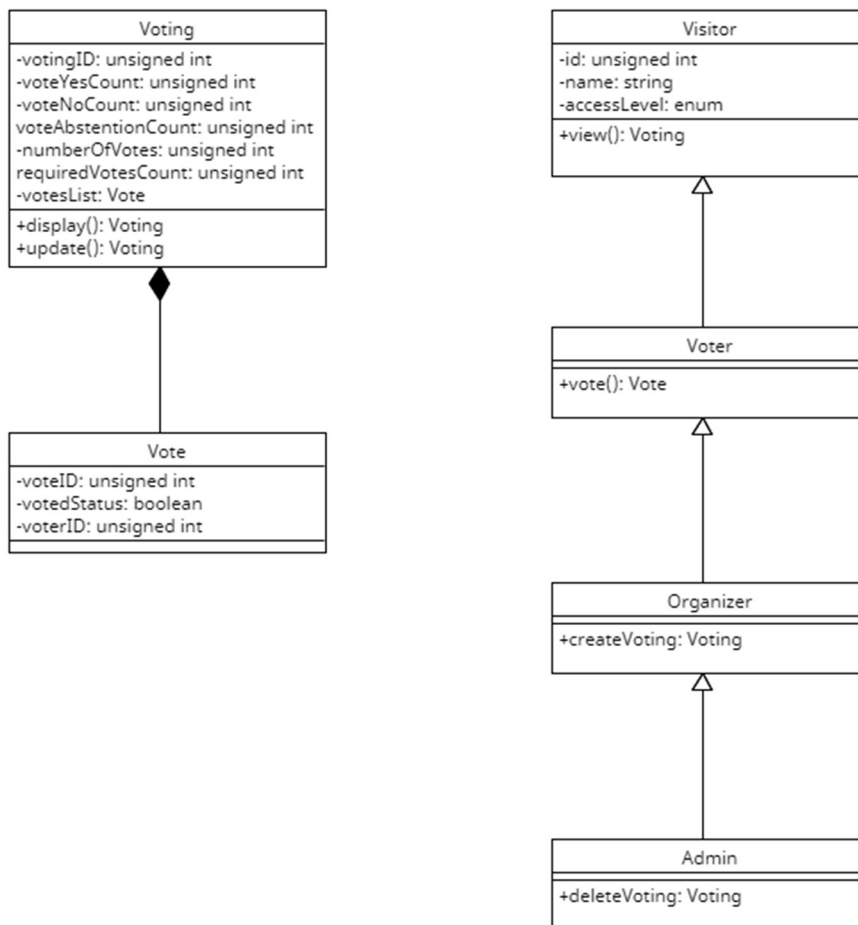 Voting
-votingID: unsigned int
-voteYesCount: unsigned int
-voteNoCount: unsigned int
voteAbstentionCount: unsigned int
-numberOfVotes: unsigned int
requiredVotesCount: unsigned int
-votesList: Vote
+display(): Voting
+update(): Voting
Vote
-voteID: unsigned int
-votedStatus: boolean
-voterID: unsigned int
Visitor
-id: unsigned int
-name: string
-accessLevel: enum
+view(): Voting
Voter
+vote(): Vote
Organizer
+createVoting: Voting
Admin
+deleteVoting: Voting